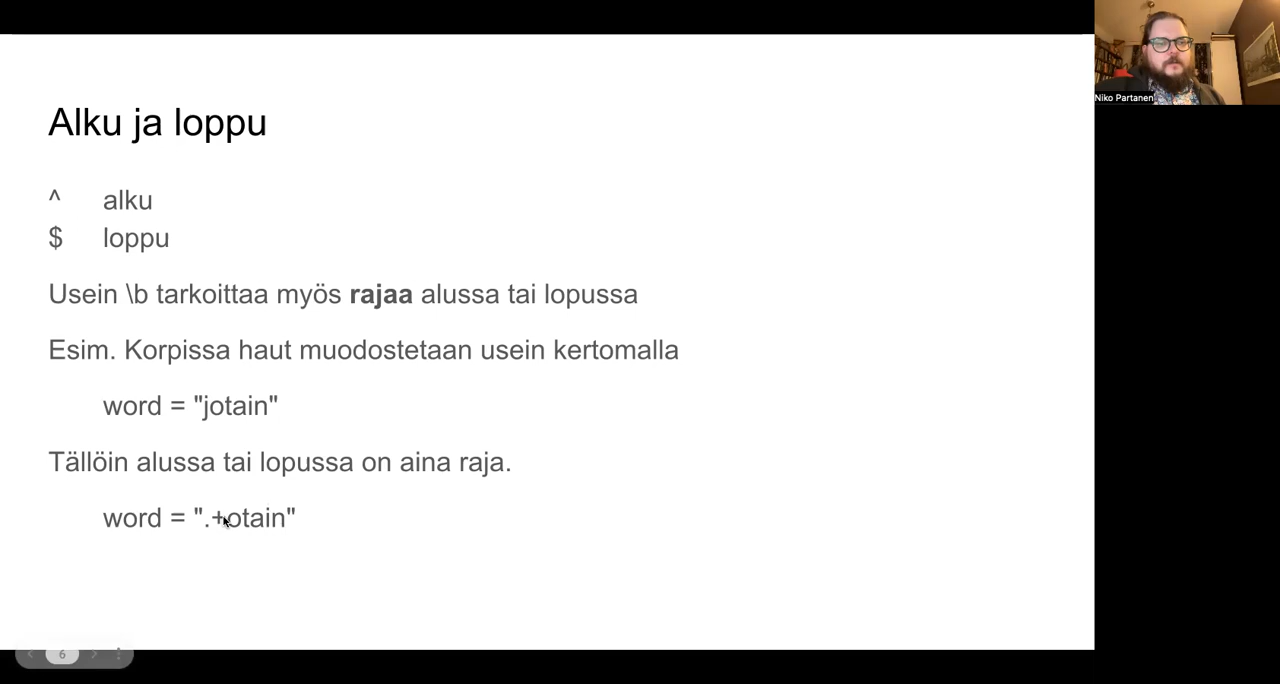 Alku ja loppu
^ alku
$ loppu
Usein \b tarkoittaa myös rajaa alussa tai lopussa
Esim. Korpissa haut muodostetaan usein kertomalla
word = "jotain"
Tällöin alussa tai lopussa on aina raja.
word = ".+otain"
Niko Partanen
6